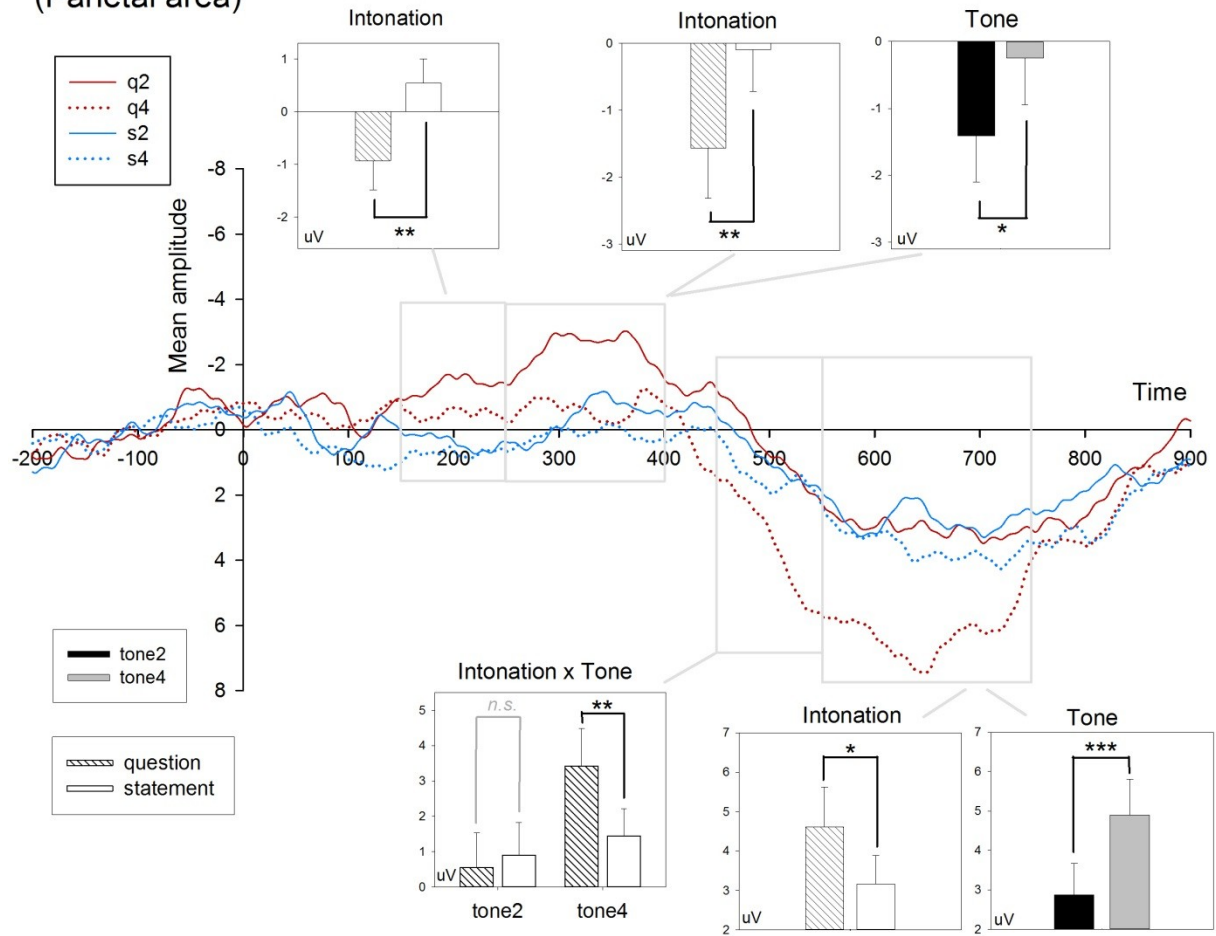 (Parietal area)
Intonation
Intonation
Tone
q2
q4
s2
s4
1
0
-1
-2
uV
**
0
-1
-2
-3
uV
**
0
-1
-2
-3
uV
*
Mean amplitude
-8
-6
-4
-2
0
2
4
6
8
Time
-200
-100
0
100
200
300
400
500
600
700
800
900
tone2
tone4
question
statement
Intonation x Tone
5
4
3
2
1
0
uV
n.s.
**
tone2
tone4
Intonation
7
6
5
4
3
2
uV
*
Tone
7
6
5
4
3
2
uV
***